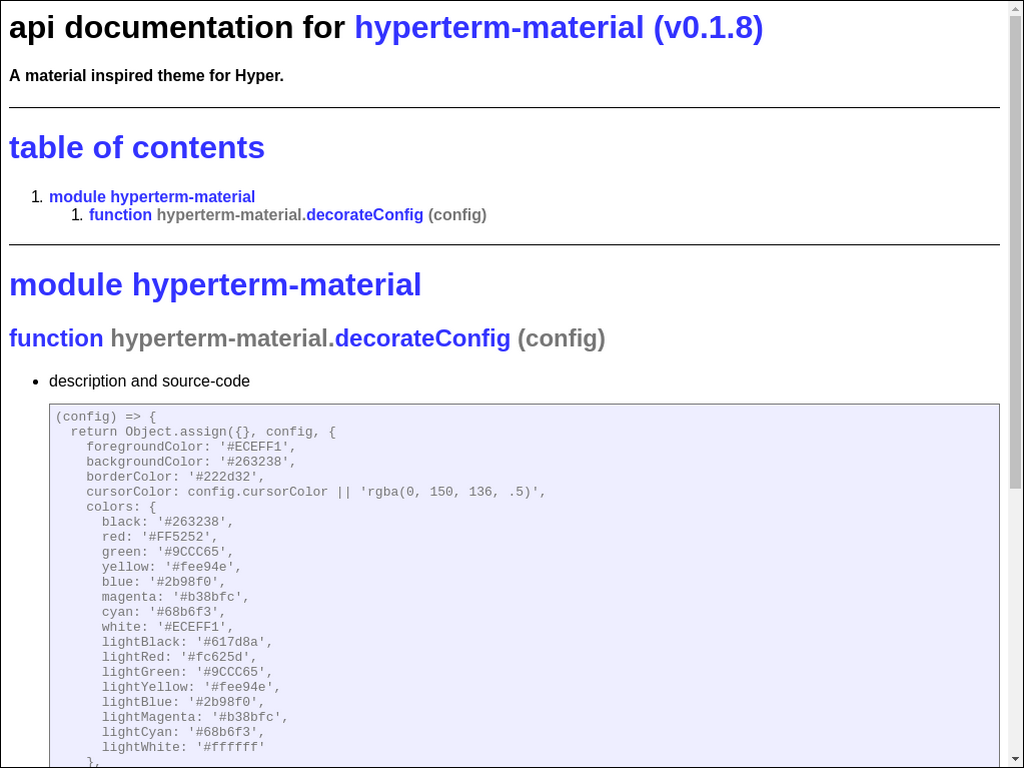 api documentation for hyperterm-material (v0.1.8)
A material inspired theme for Hyper.
table of contents
1. module hyperterm-material
1. function hyperterm-material.decorateConfig (config)
module hyperterm-material
function hyperterm-material.decorateConfig (config)
• description and source-code
(config) => {
  return Object.assign({}, config, {
    foregroundColor: '#ECEFF1',
    backgroundColor: '#263238',
    borderColor: '#222d32',
    cursorColor: config.cursorColor || 'rgba(0, 150, 136, .5)',
    colors: {
      black: '#263238',
      red: '#FF5252',
      green: '#9CCC65',
      yellow: '#fee94e',
      blue: '#2b98f0',
      magenta: '#b38bfc',
      cyan: '#68b6f3',
      white: '#ECEFF1',
      lightBlack: '#617d8a',
      lightRed: '#fc625d',
      lightGreen: '#9CCC65',
      lightYellow: '#fee94e',
      lightBlue: '#2b98f0',
      lightMagenta: '#b38bfc',
      lightCyan: '#68b6f3',
      lightWhite: '#ffffff'
    },